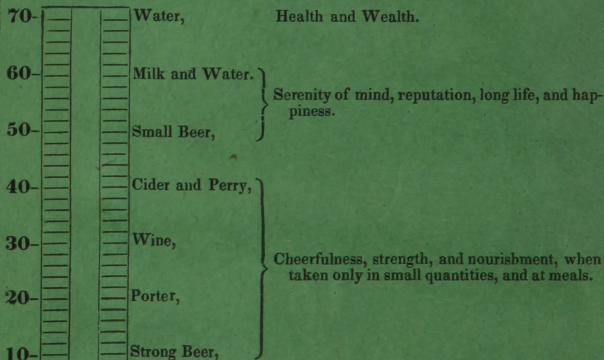 70- Water, Health and Wealth.
60- Milk and Water.
Serenity of mind, reputation, long life, and hap-
piness.
50- Small Beer,
40- Cider and Perry,
30- Wine,
Cheerfulness, strength, and nourishment, when
taken only in small quantities, and at meals.
20- Porter,
10- Strong Beer,